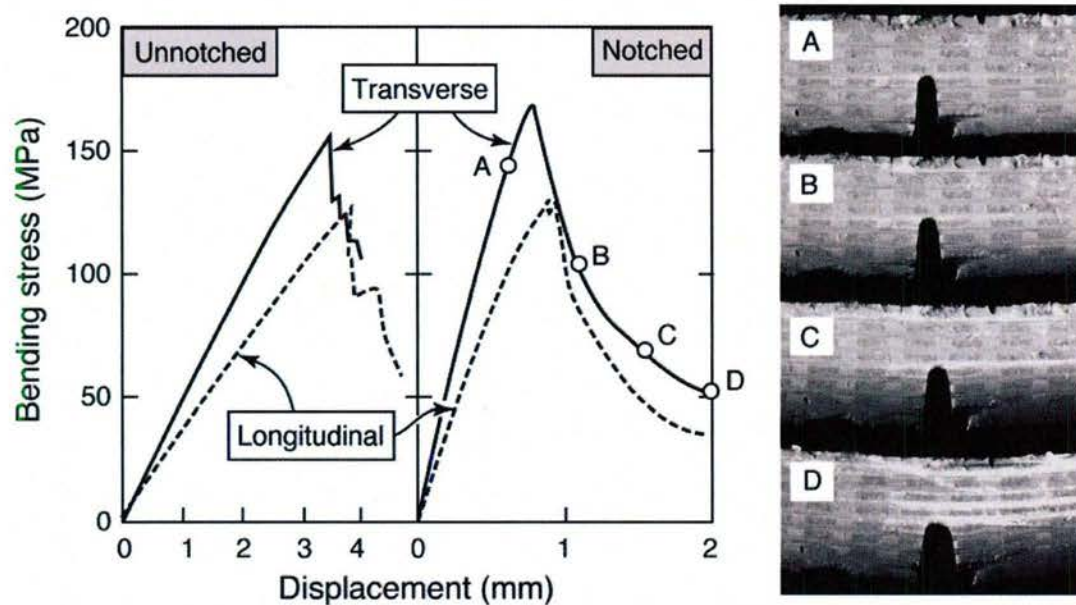 Bending stress (MPa)
200
150
100
50
0
Unnotched
Notched
Transverse
Longitudinal
A
B
C
D
0 1 2 3 4 0 1 2
Displacement (mm)
A
B
C
D